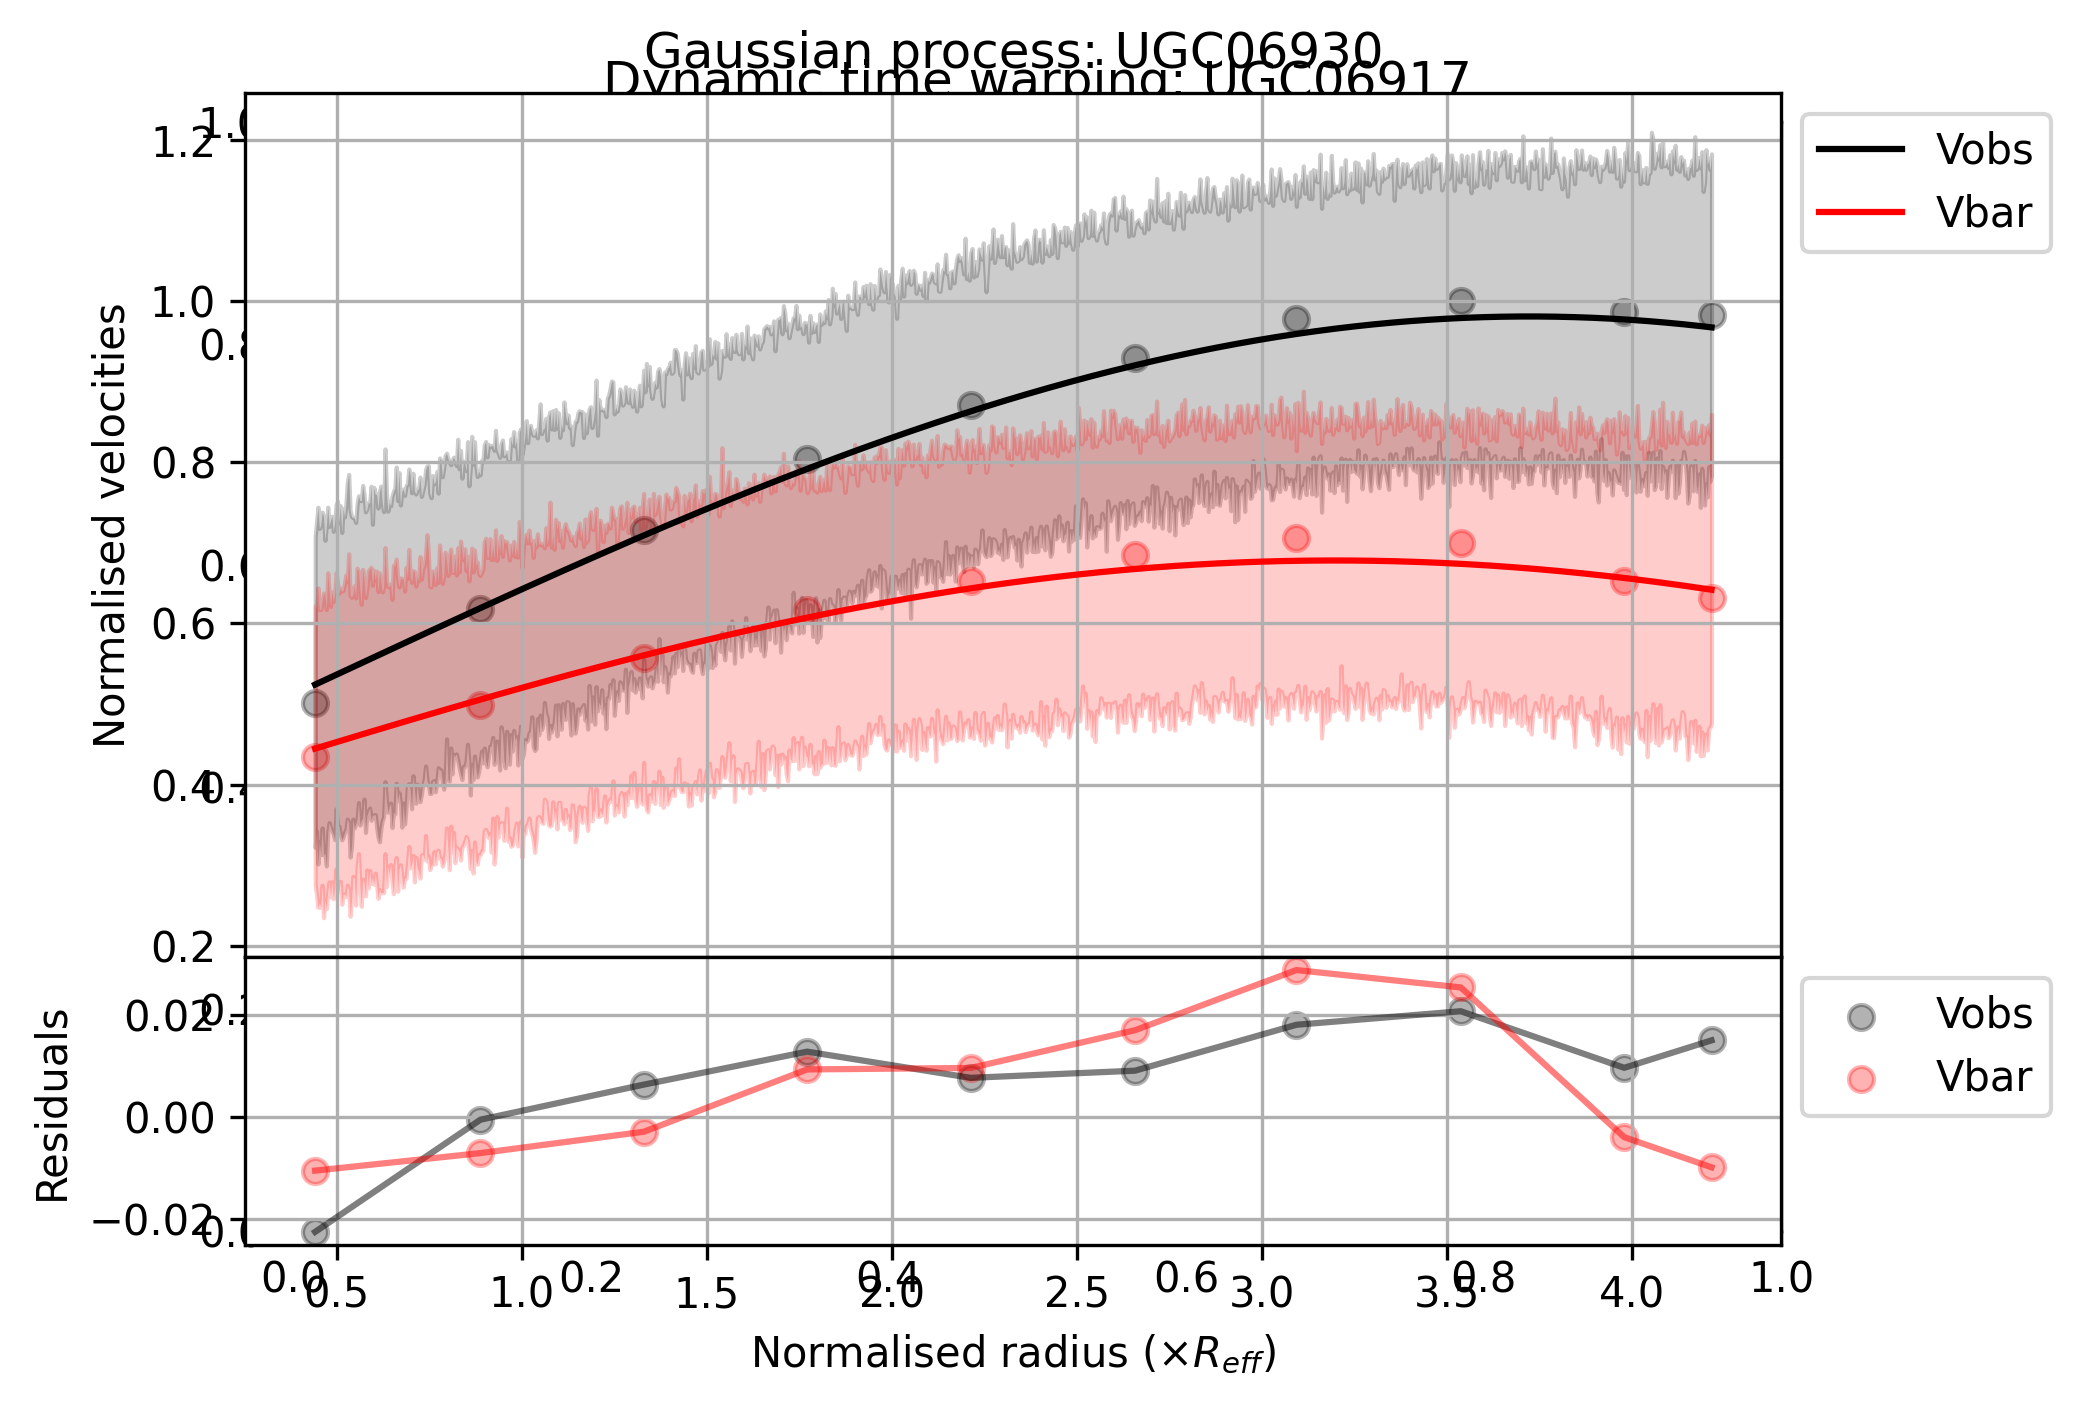 Gaussian process: UGC06930
Dynamic time warping: UGC06917
Normalised velocities
1.2
1.0
0.8
0.6
0.4
0.2
Vobs
Vbar
Residuals
0.02
0.00
−0.02
Vobs
Vbar
0.0
0.2
0.4
0.6
0.8
1.0
0.5
1.0
1.5
2.0
2.5
3.0
3.5
4.0
Normalised radius (×R_eff)